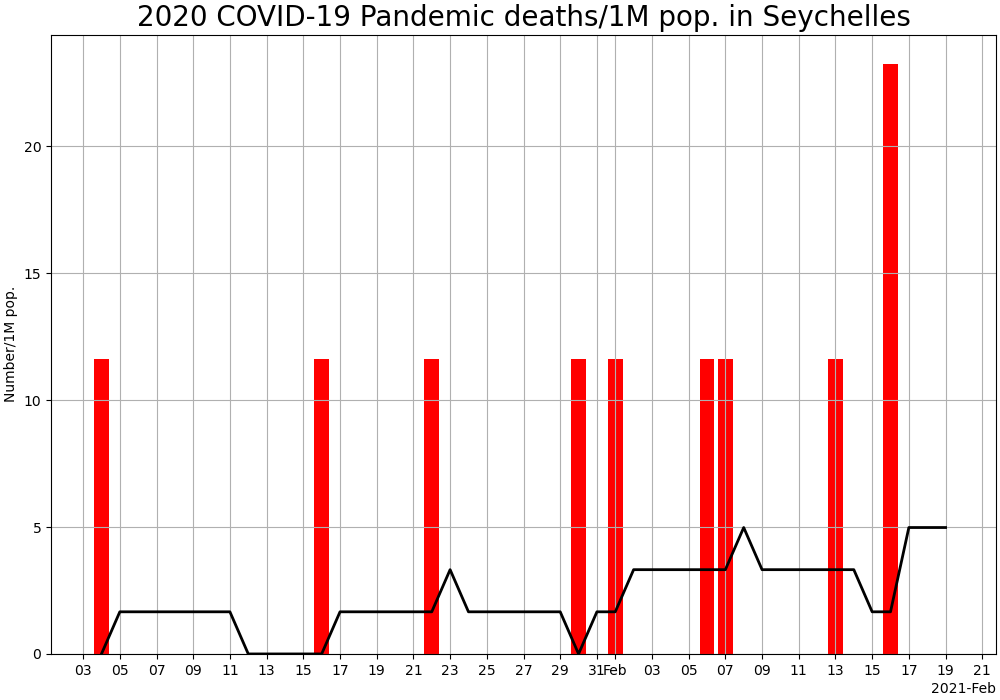 2020 COVID-19 Pandemic deaths/1M pop. in Seychelles
Number/1M pop.
20
15
10
5
0
03 05 07 09 11 13 15 17 19 21 23 25 27 29 31 Feb 03 05 07 09 11 13 15 17 19 21
2021-Feb